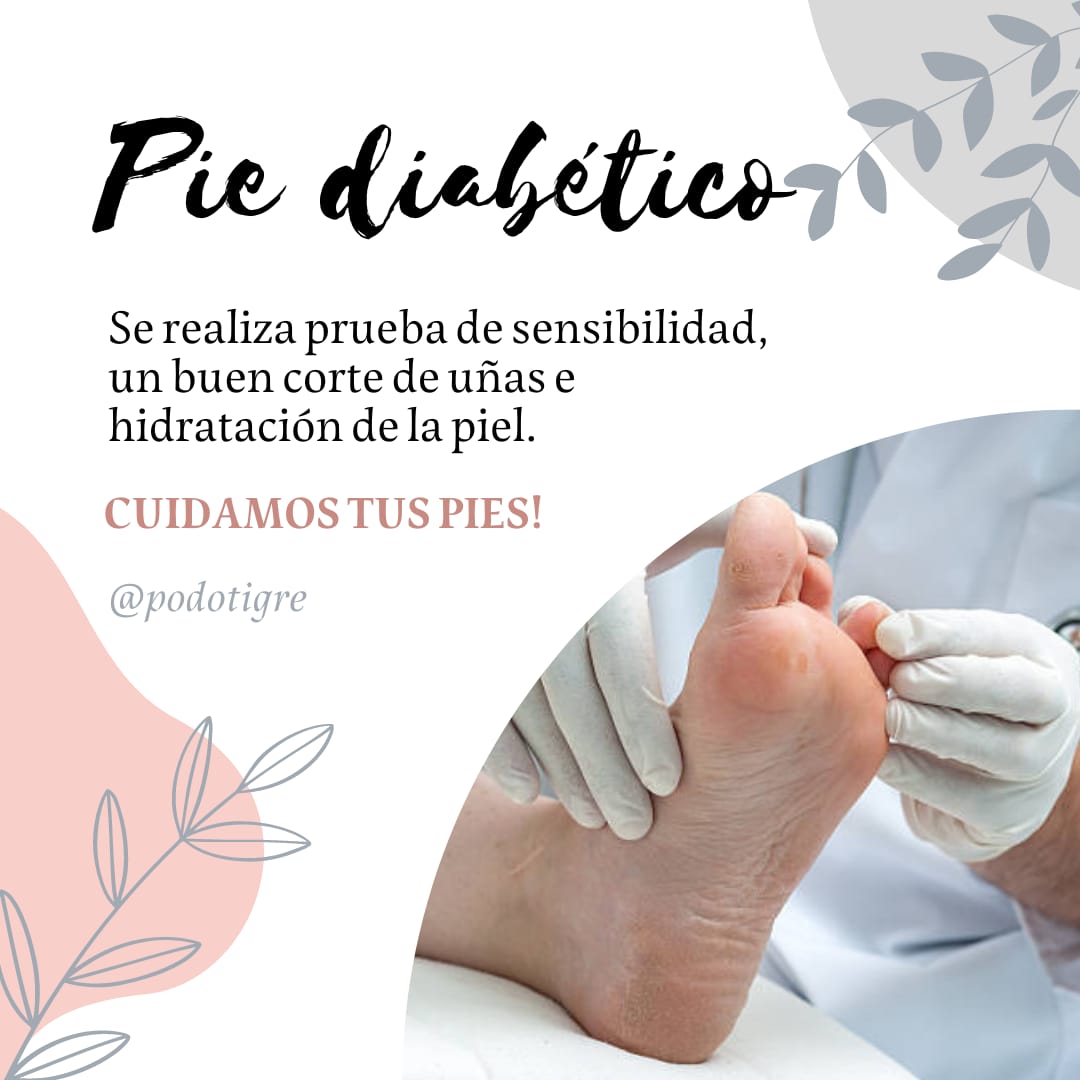 Pie diabético
Se realiza prueba de sensibilidad,
un buen corte de uñas e
hidratación de la piel.
CUIDAMOS TUS PIES!
@podotigre